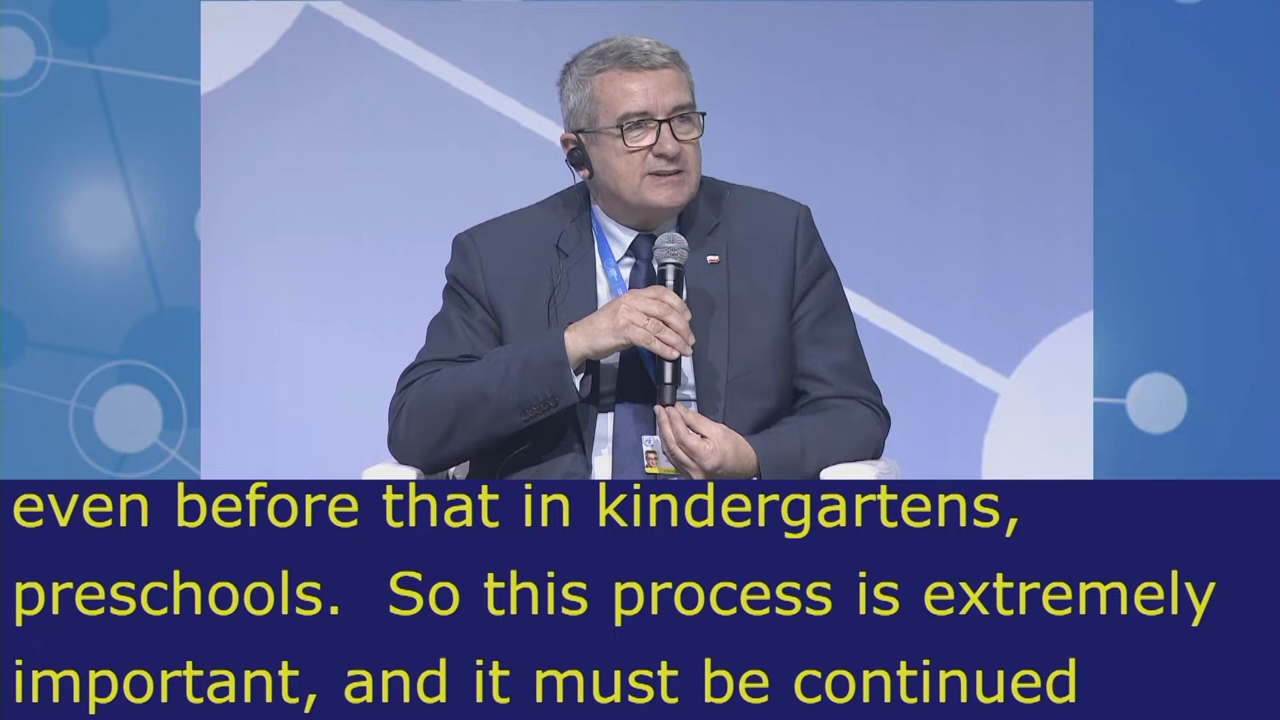 even before that in kindergartens,
preschools.  So this process is extremely
important, and it must be continued